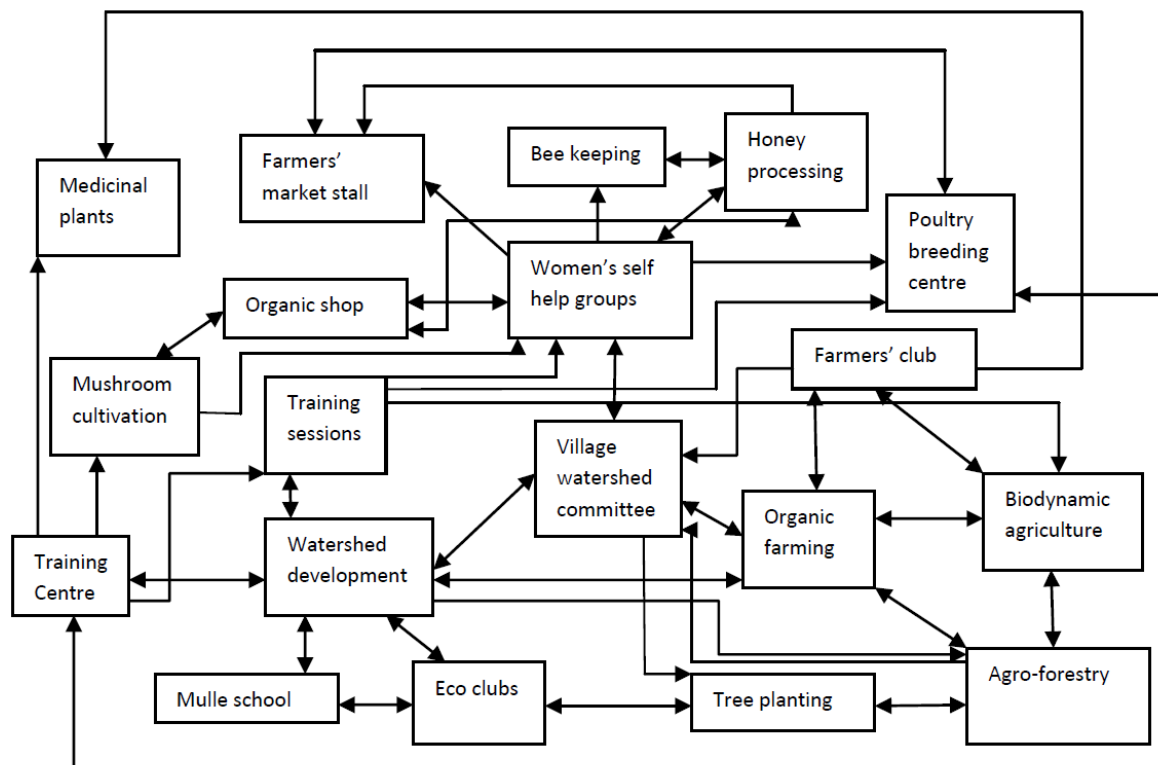 Farmers’
market stall
Bee keeping
Honey
processing
Medicinal
plants
Poultry
breeding
centre
Women’s self
help groups
Organic shop
Farmers’ club
Mushroom
cultivation
Training
sessions
Village
watershed
committee
Biodynamic
agriculture
Organic
farming
Training
Centre
Watershed
development
Mulle school
Eco clubs
Tree planting
Agro-forestry